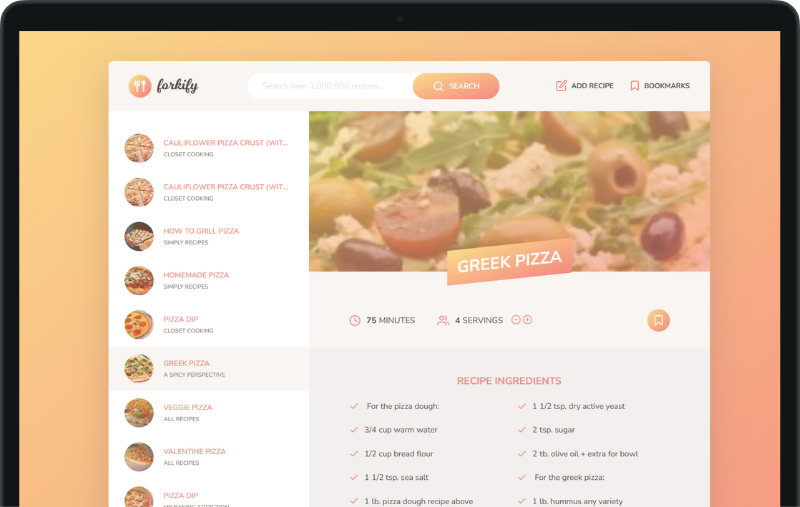 forkify
Search over 1,000,000 recipes...
SEARCH
ADD RECIPE
BOOKMARKS
CAULIFLOWER PIZZA CRUST (WIT...
CLOSET COOKING
CAULIFLOWER PIZZA CRUST (WIT...
CLOSET COOKING
HOW TO GRILL PIZZA
SIMPLY RECIPES
HOMEMADE PIZZA
SIMPLY RECIPES
PIZZA DIP
CLOSET COOKING
GREEK PIZZA
A SPICY PERSPECTIVE
VEGGIE PIZZA
ALL RECIPES
VALENTINE PIZZA
ALL RECIPES
PIZZA DIP
MY BAKING ADDICTION
GREEK PIZZA
75 MINUTES
4 SERVINGS
RECIPE INGREDIENTS
For the pizza dough:
1 1/2 tsp. dry active yeast
3/4 cup warm water
2 tsp. sugar
1/2 cup bread flour
2 tb. olive oil + extra for bowl
1 1/2 tsp. sea salt
For the greek pizza:
1 lb. pizza dough recipe above
1 lb. hummus any variety